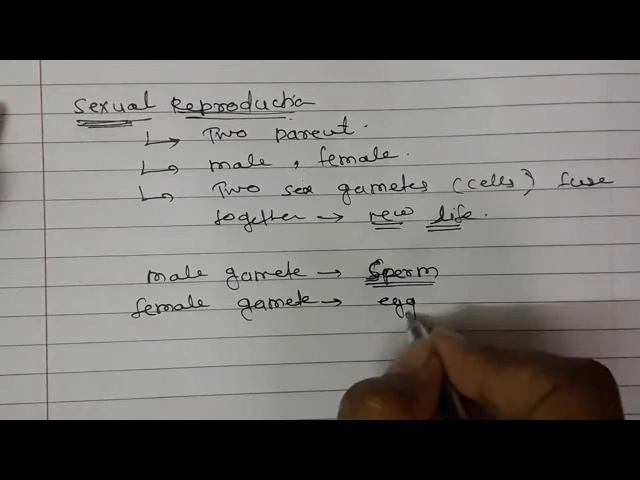 Sexual Reproduction
↳ Two parent.
↳ male, female.
↳ Two sex gametes (cells) fuse
together → new life.
male gamete → Sperm
female gamete → egg